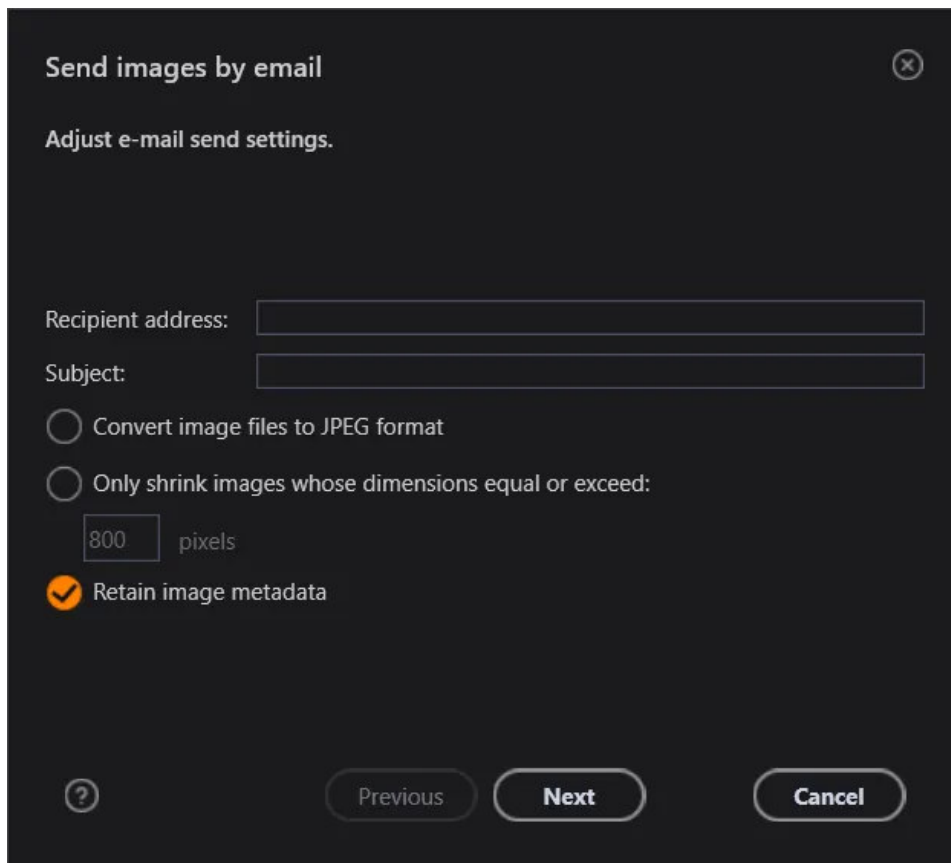 Send images by email
Adjust e-mail send settings.
Recipient address:
Subject:
Convert image files to JPEG format
Only shrink images whose dimensions equal or exceed:
800 pixels
Retain image metadata
? Previous Next Cancel